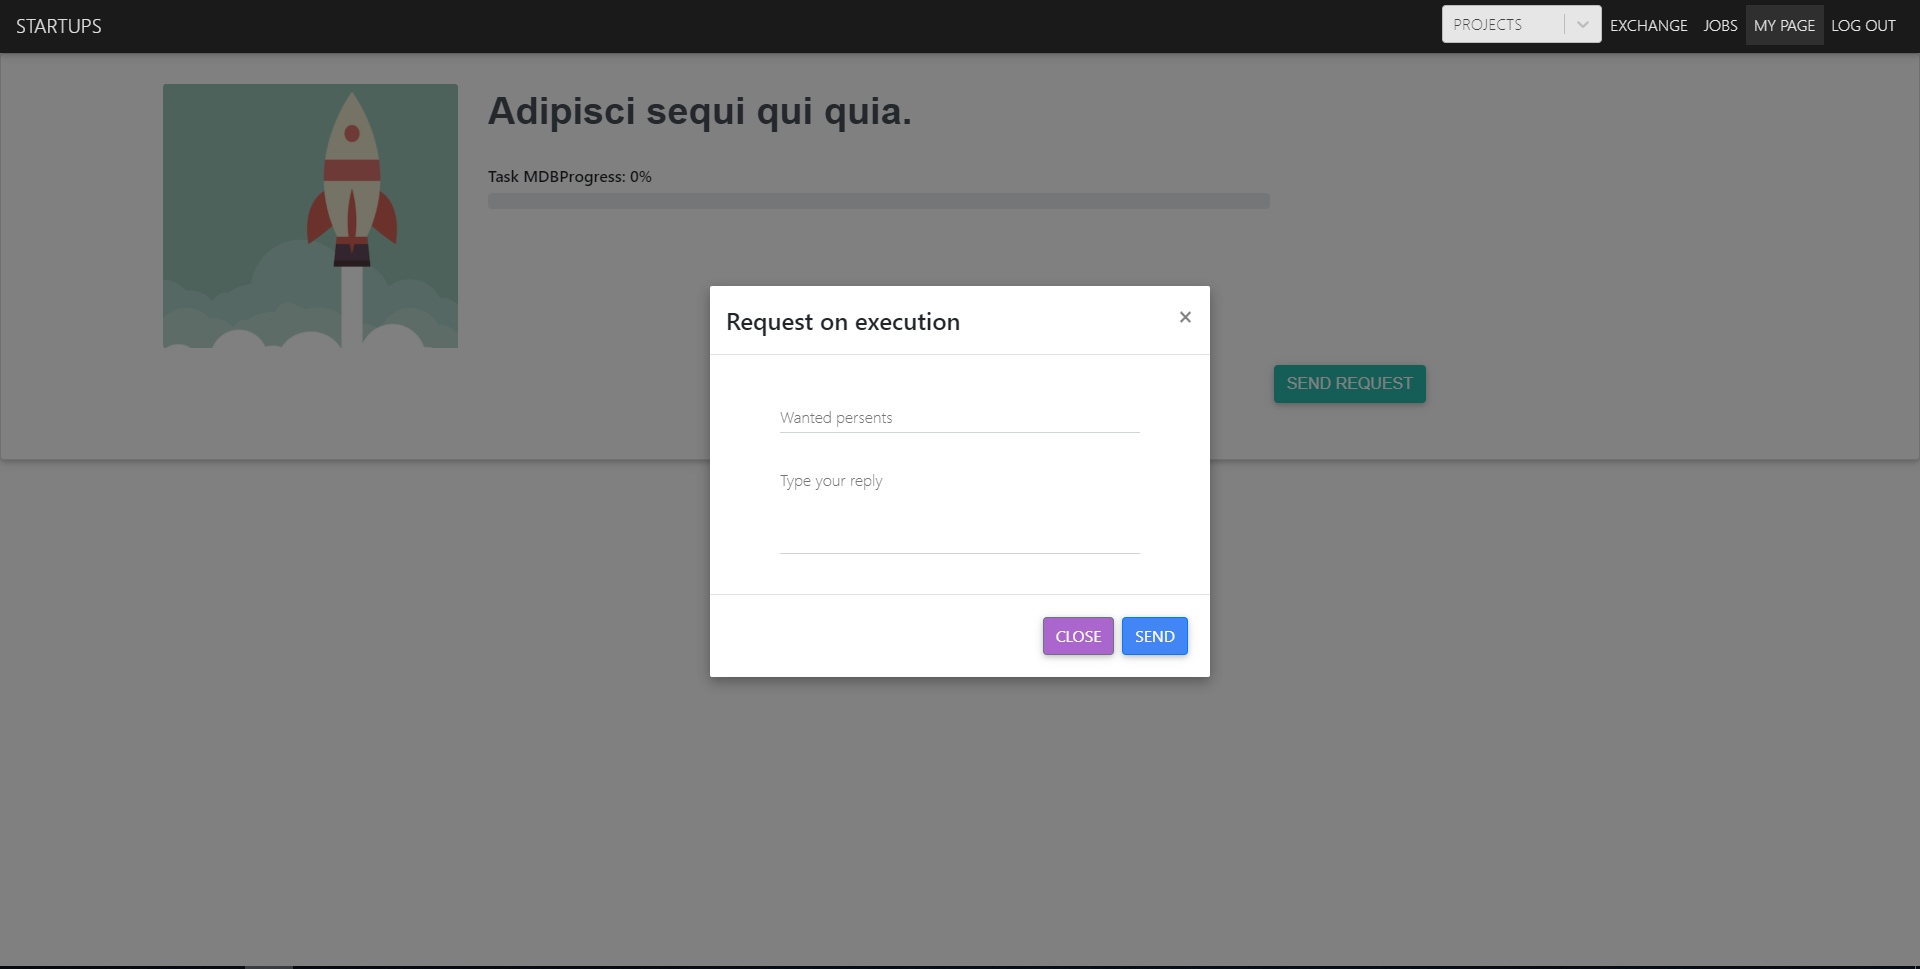 STARTUPS
PROJECTS
EXCHANGE
JOBS
MY PAGE
LOG OUT
Adipisci sequi qui quia.
Task MDBProgress: 0%
SEND REQUEST
Request on execution
×
Wanted persents
Type your reply
CLOSE
SEND